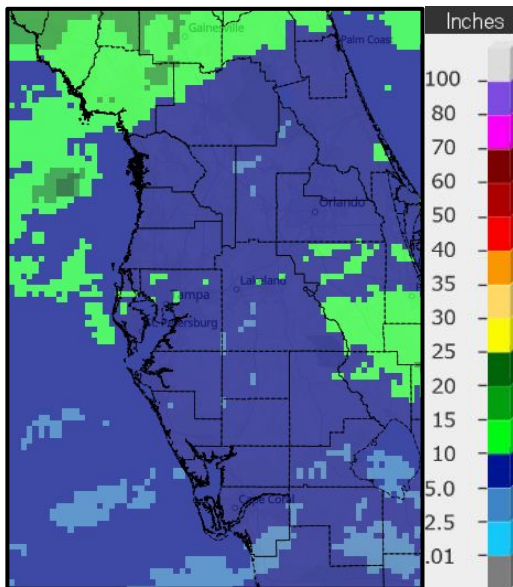 Inches
Gainesville
Palm Coast
Orlando
Lakeland
Tampa
St. Petersburg
Cape Coral
100
80
70
60
50
40
35
30
25
20
15
10
5.0
2.5
.01